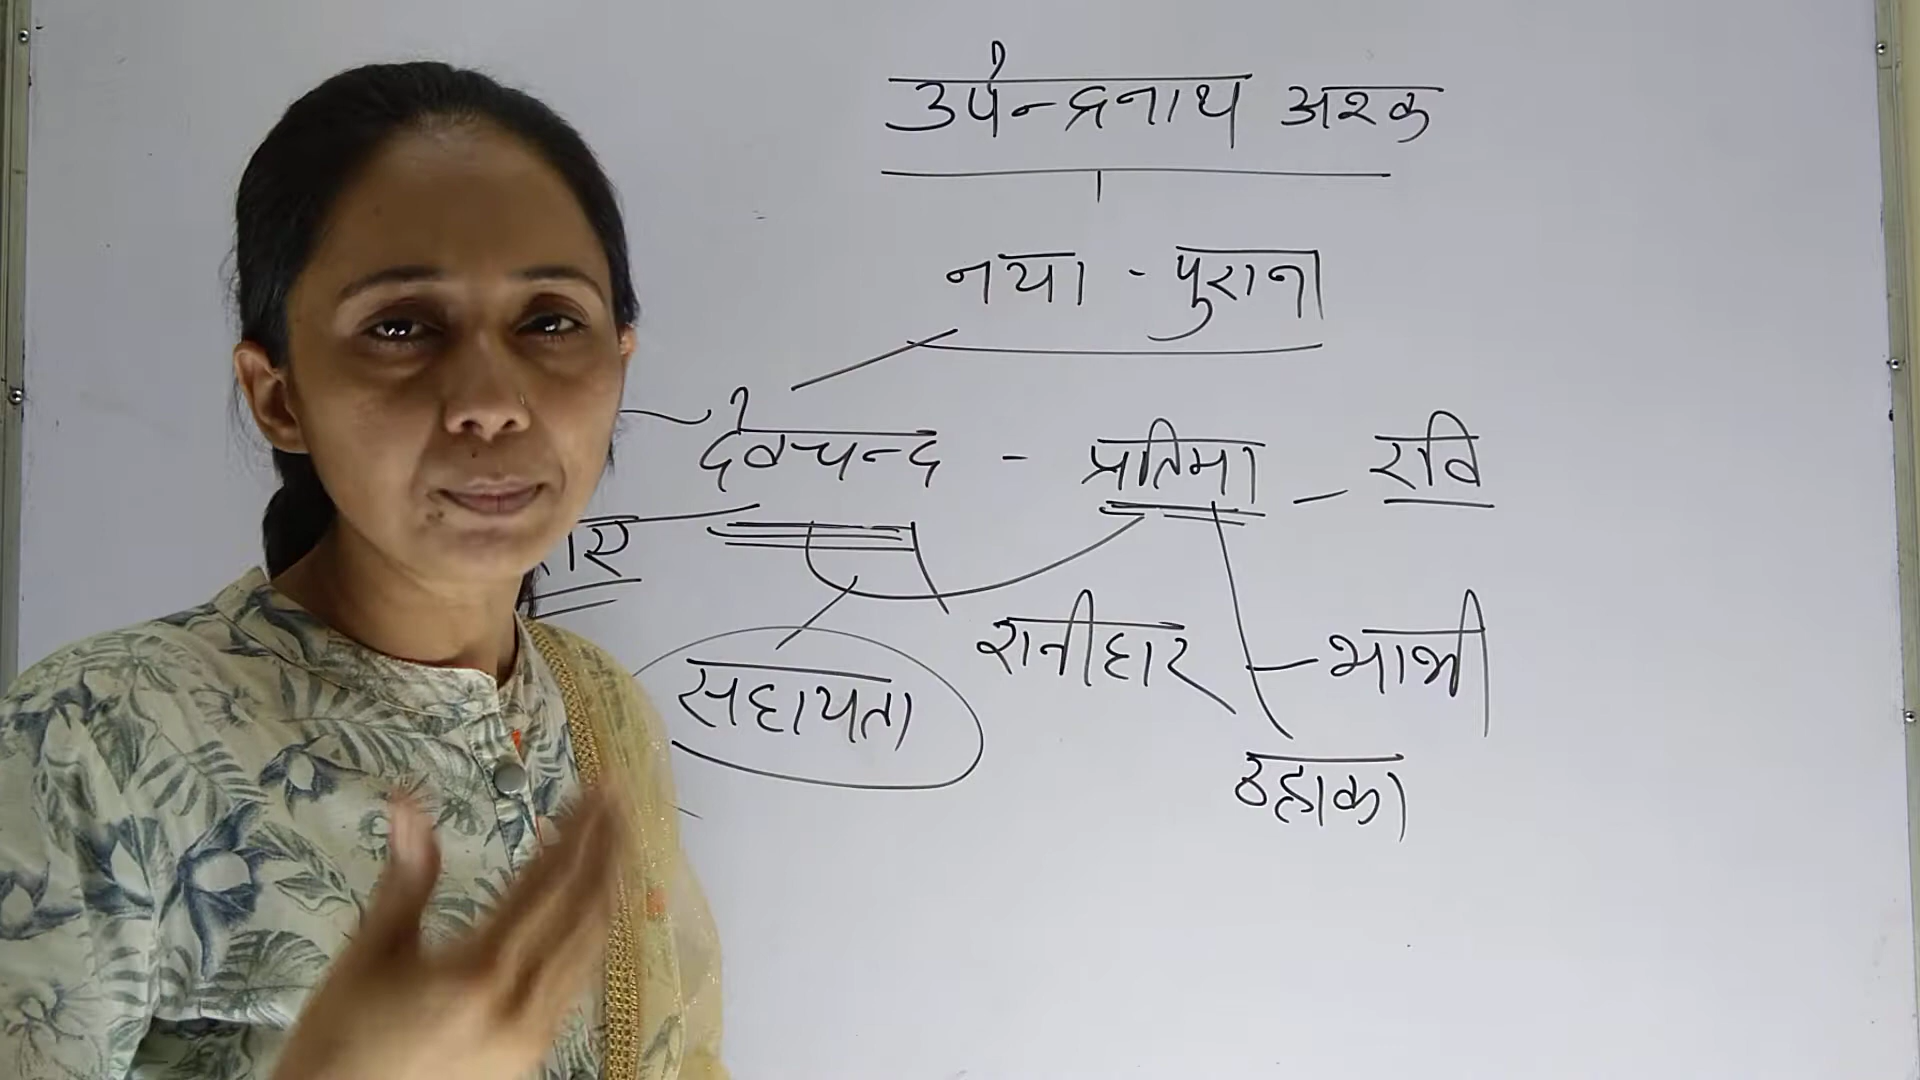 उपेन्द्रनाथ अश्क
नया - पुराना
देवचन्द - प्रतिमा - रवि
रानीहार - भाभी
सहायता
ठहाका